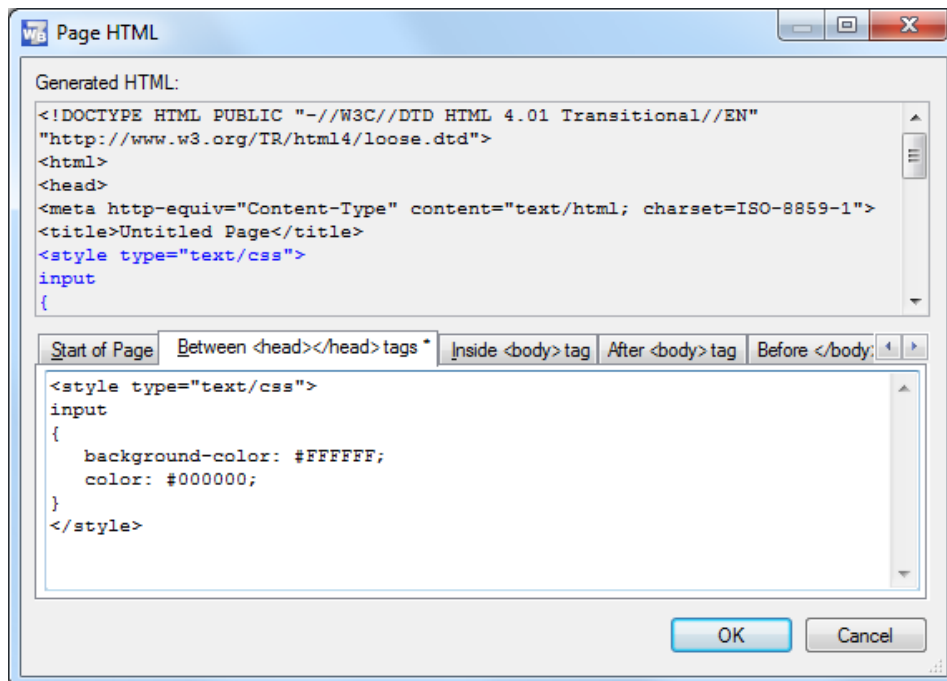 WB Page HTML
Generated HTML:
<!DOCTYPE HTML PUBLIC "-//W3C//DTD HTML 4.01 Transitional//EN"
"http://www.w3.org/TR/html4/loose.dtd">
<html>
<head>
<meta http-equiv="Content-Type" content="text/html; charset=ISO-8859-1">
<title>Untitled Page</title>
<style type="text/css">
input
{
Start of Page Between <head></head> tags * Inside <body> tag After <body> tag Before </body>
<style type="text/css">
input
{
   background-color: #FFFFFF;
   color: #000000;
}
</style>
OK Cancel